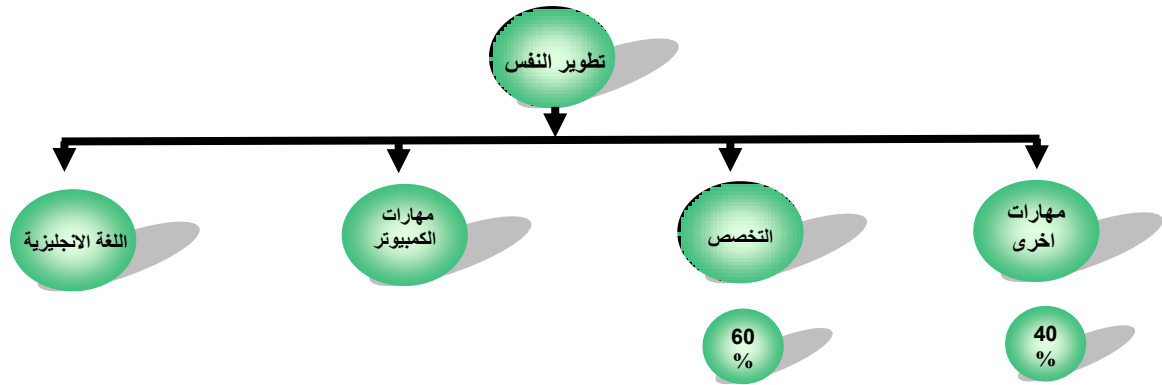 تطوير النفس
مهارات
اخرى
التخصص
مهارات
الكمبيوتر
اللغة الانجليزية
40
%
60
%